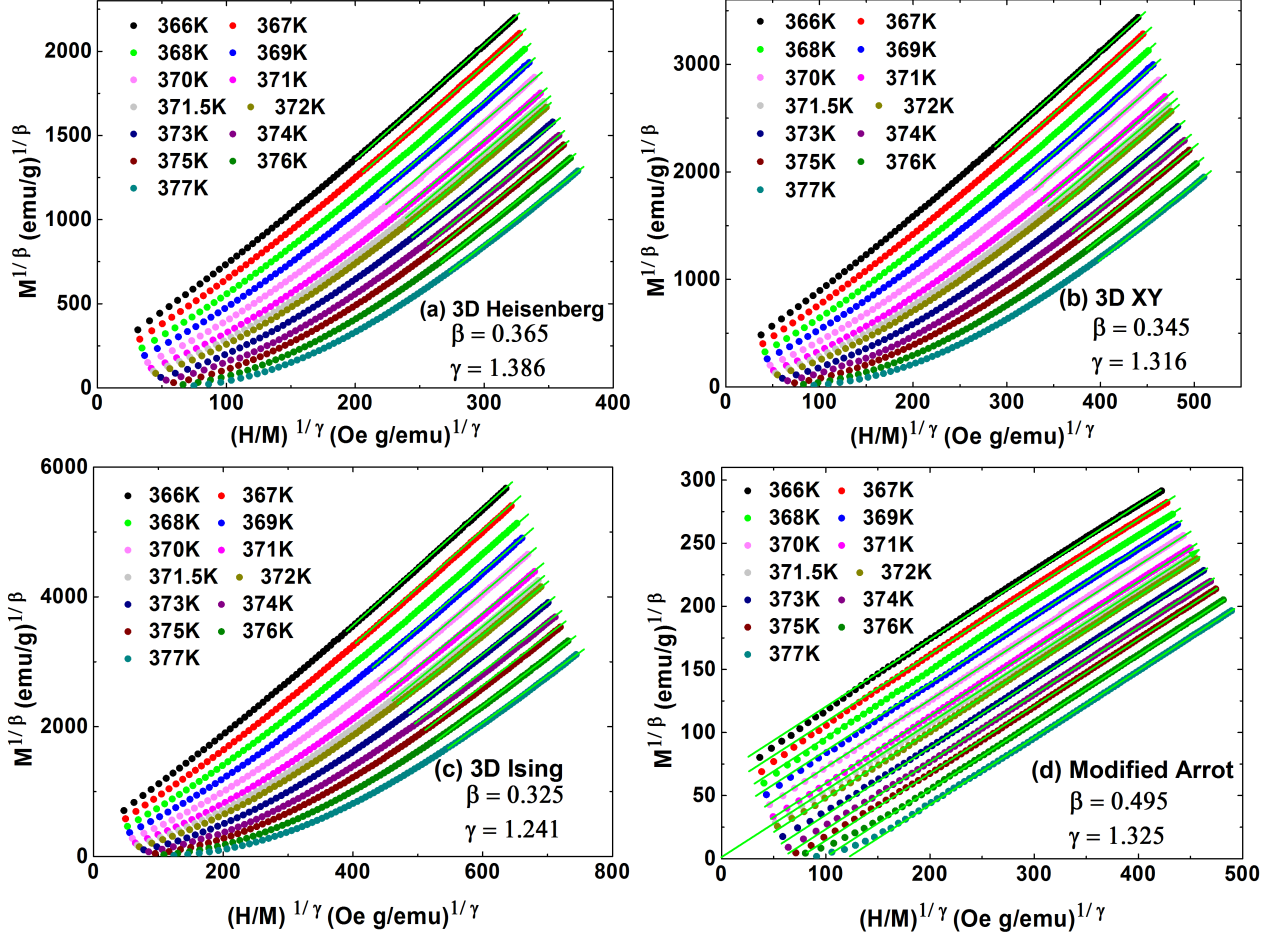 366K 367K
368K 369K
370K 371K
371.5K 372K
373K 374K
375K 376K
377K
(a) 3D Heisenberg
β = 0.365
γ = 1.386
M^{1/β} (emu/g)^{1/β}
2000
1500
1000
500
0
0 100 200 300 400
(H/M)^{1/γ} (Oe g/emu)^{1/γ}
366K 367K
368K 369K
370K 371K
371.5K 372K
373K 374K
375K 376K
377K
(b) 3D XY
β = 0.345
γ = 1.316
M^{1/β} (emu/g)^{1/β}
3000
2000
1000
0
0 100 200 300 400 500
(H/M)^{1/γ} (Oe g/emu)^{1/γ}
366K 367K
368K 369K
370K 371K
371.5K 372K
373K 374K
375K 376K
377K
(c) 3D Ising
β = 0.325
γ = 1.241
M^{1/β} (emu/g)^{1/β}
6000
4000
2000
0
0 200 400 600 800
(H/M)^{1/γ} (Oe g/emu)^{1/γ}
366K 367K
368K 369K
370K 371K
371.5K 372K
373K 374K
375K 376K
377K
(d) Modified Arrot
β = 0.495
γ = 1.325
M^{1/β} (emu/g)^{1/β}
300
250
200
150
100
50
0
0 100 200 300 400 500
(H/M)^{1/γ} (Oe g/emu)^{1/γ}